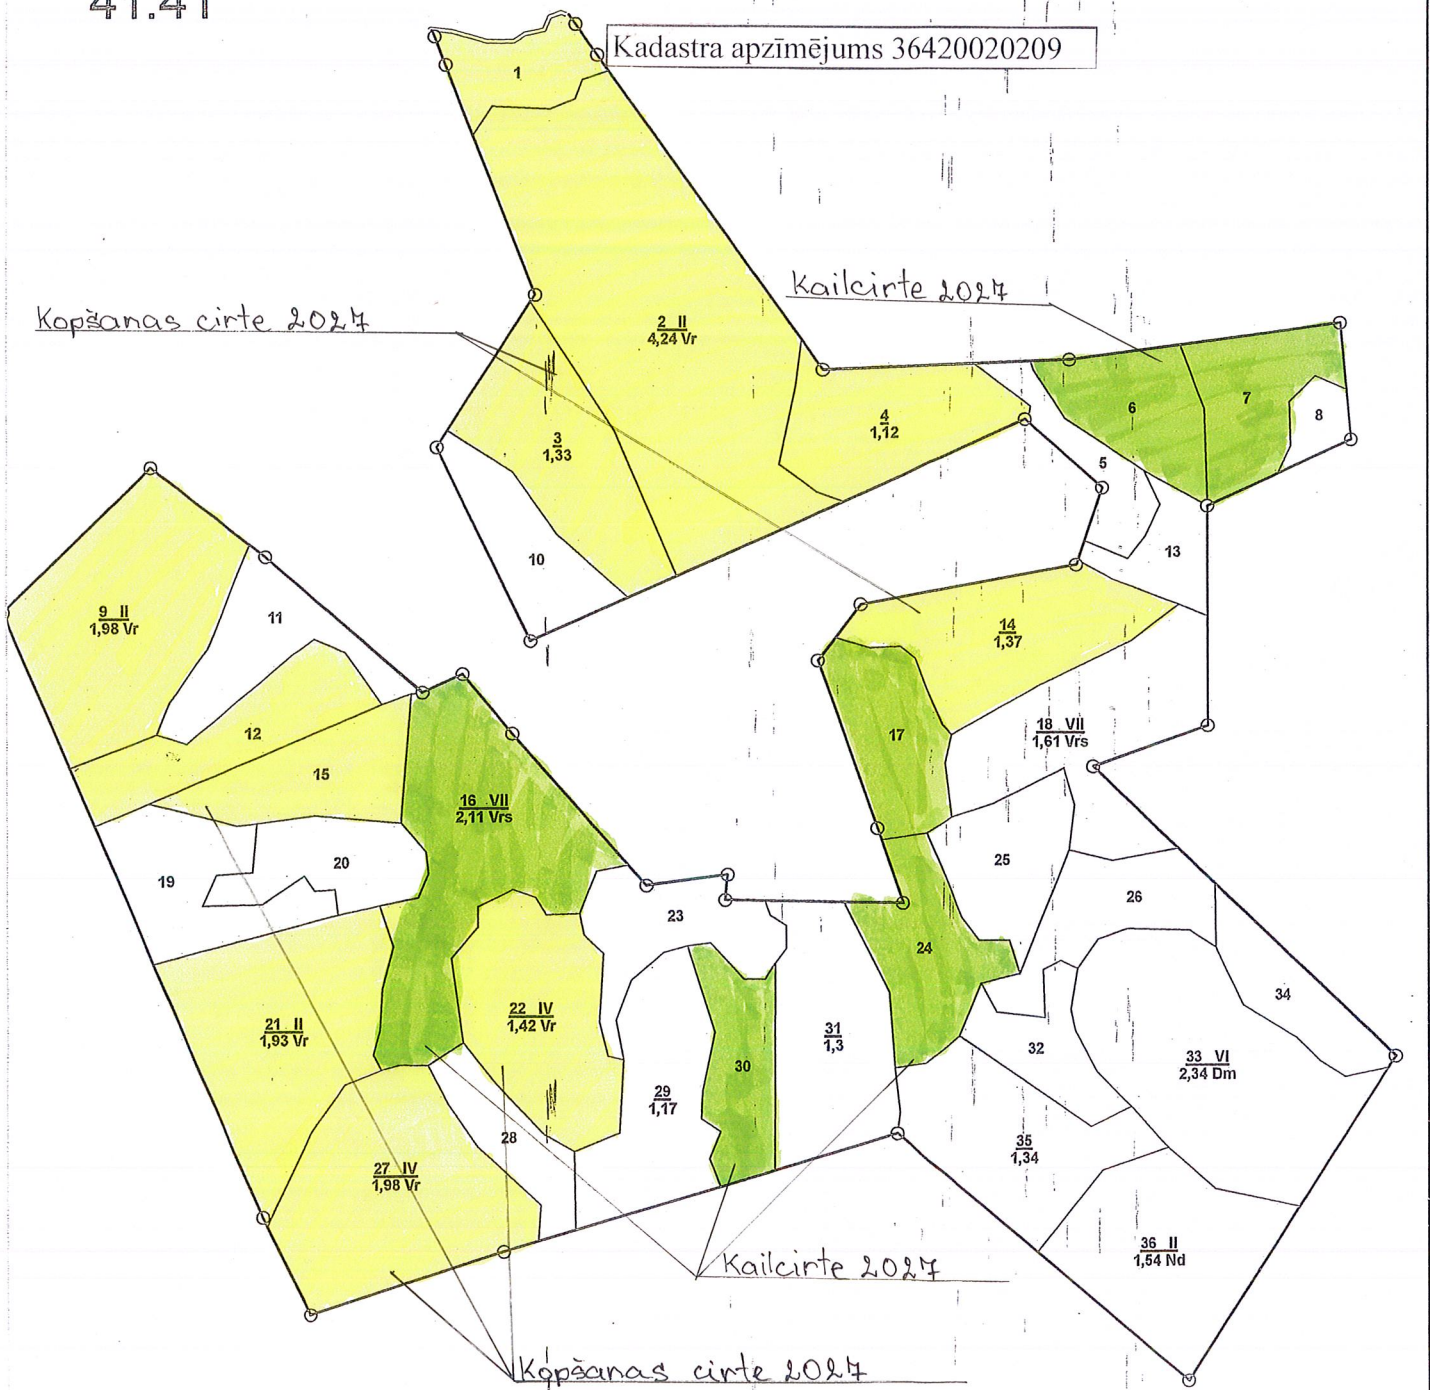 41.41
Kadastra apzīmējums 36420020209
1
Kailcirte 2027
Kopšanas cirte 2027
2 II
4,24 Vr
6
7
8
4
1,12
3
1,33
5
10
13
9 II
1,98 Vr
11
14
1,37
12
15
17
18 VII
1,61 Vrs
16 VII
2,11 Vrs
19
20
25
26
23
24
34
21 II
1,93 Vr
22 IV
1,42 Vr
31
1,3
32
33 VI
2,34 Dm
30
29
1,17
28
35
1,34
27 IV
1,98 Vr
36 II
1,54 Nd
Kailcirte 2027
Kopšanas cirte 2027